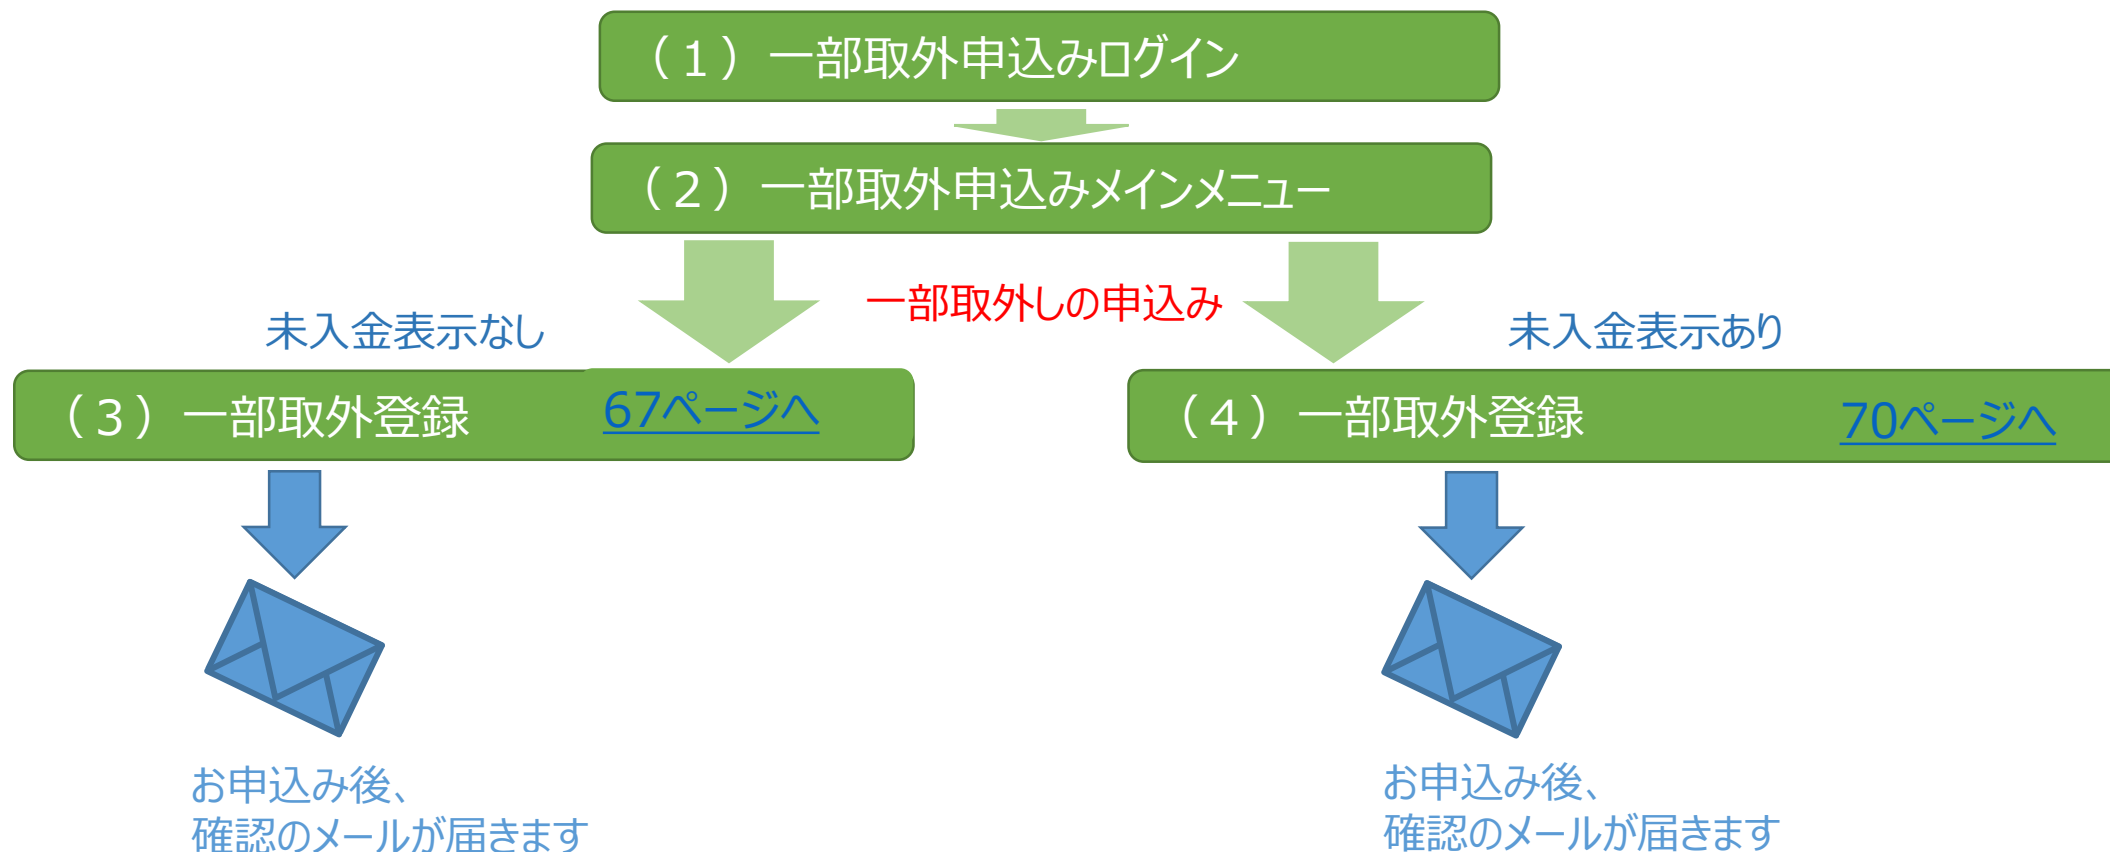 （１）一部取外申込みログイン
（２）一部取外申込みメインメニュー
一部取外しの申込み
未入金表示なし
未入金表示あり
（３）一部取外登録 67ページへ
（４）一部取外登録 70ページへ
お申込み後、
確認のメールが届きます
お申込み後、
確認のメールが届きます